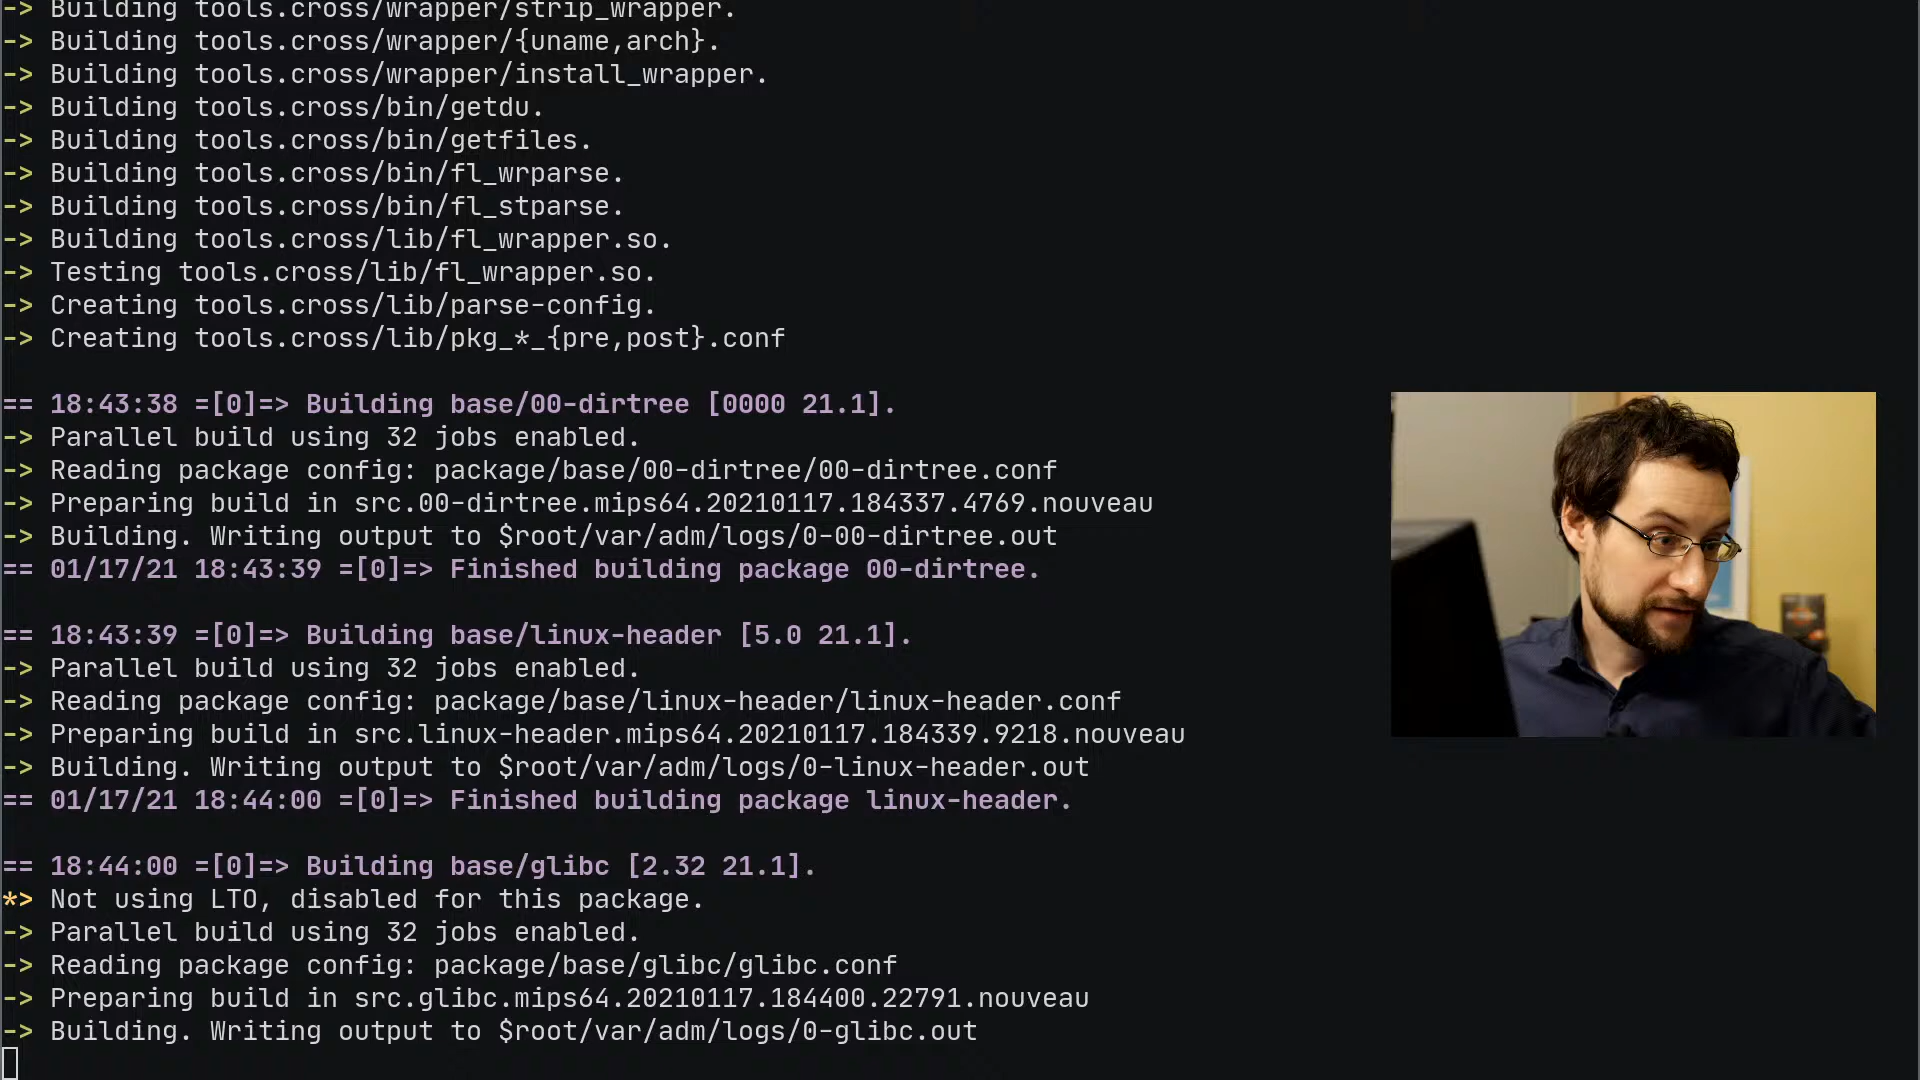 -> Building tools.cross/wrapper/strip_wrapper.
-> Building tools.cross/wrapper/{uname,arch}.
-> Building tools.cross/wrapper/install_wrapper.
-> Building tools.cross/bin/getdu.
-> Building tools.cross/bin/getfiles.
-> Building tools.cross/bin/fl_wrparse.
-> Building tools.cross/bin/fl_stparse.
-> Building tools.cross/lib/fl_wrapper.so.
-> Testing tools.cross/lib/fl_wrapper.so.
-> Creating tools.cross/lib/parse-config.
-> Creating tools.cross/lib/pkg_*_{pre,post}.conf
== 18:43:38 =[0]=> Building base/00-dirtree [0000 21.1].
-> Parallel build using 32 jobs enabled.
-> Reading package config: package/base/00-dirtree/00-dirtree.conf
-> Preparing build in src.00-dirtree.mips64.20210117.184337.4769.nouveau
-> Building. Writing output to $root/var/adm/logs/0-00-dirtree.out
== 01/17/21 18:43:39 =[0]=> Finished building package 00-dirtree.
== 18:43:39 =[0]=> Building base/linux-header [5.0 21.1].
-> Parallel build using 32 jobs enabled.
-> Reading package config: package/base/linux-header/linux-header.conf
-> Preparing build in src.linux-header.mips64.20210117.184339.9218.nouveau
-> Building. Writing output to $root/var/adm/logs/0-linux-header.out
== 01/17/21 18:44:00 =[0]=> Finished building package linux-header.
== 18:44:00 =[0]=> Building base/glibc [2.32 21.1].
*> Not using LTO, disabled for this package.
-> Parallel build using 32 jobs enabled.
-> Reading package config: package/base/glibc/glibc.conf
-> Preparing build in src.glibc.mips64.20210117.184400.22791.nouveau
-> Building. Writing output to $root/var/adm/logs/0-glibc.out